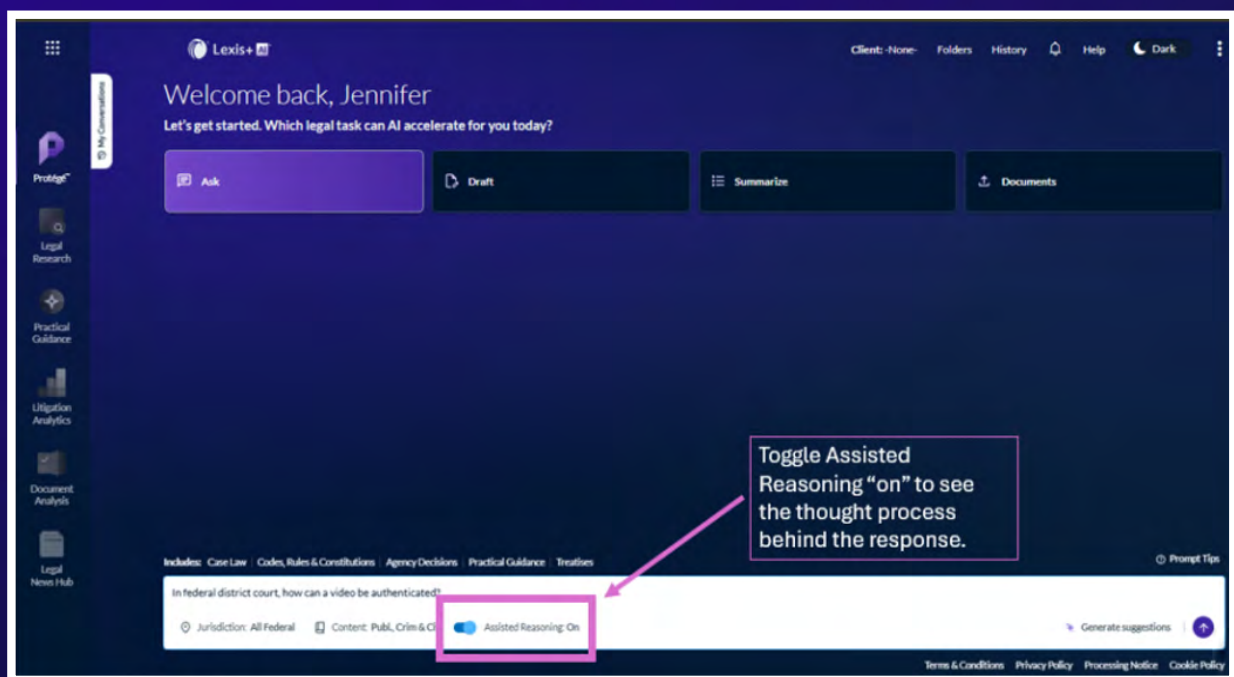 Lexis+ AI
Client: -None- Folders History Help Dark
My Conversations
Welcome back, Jennifer
Let's get started. Which legal task can AI accelerate for you today?
Protégé™
Ask
Draft
Summarize
Documents
Legal
Research
Practical
Guidance
Litigation
Analytics
Document
Analysis
Legal
News Hub
Toggle Assisted
Reasoning “on” to see
the thought process
behind the response.
Includes: Case Law | Codes, Rules & Constitutions | Agency Decisions | Practical Guidance | Treatises
Prompt Tips
In federal district court, how can a video be authenticated?
Jurisdiction: All Federal Content: Publ., Crim & Ci Assisted Reasoning: On Generate suggestions
Terms & Conditions Privacy Policy Processing Notice Cookie Policy